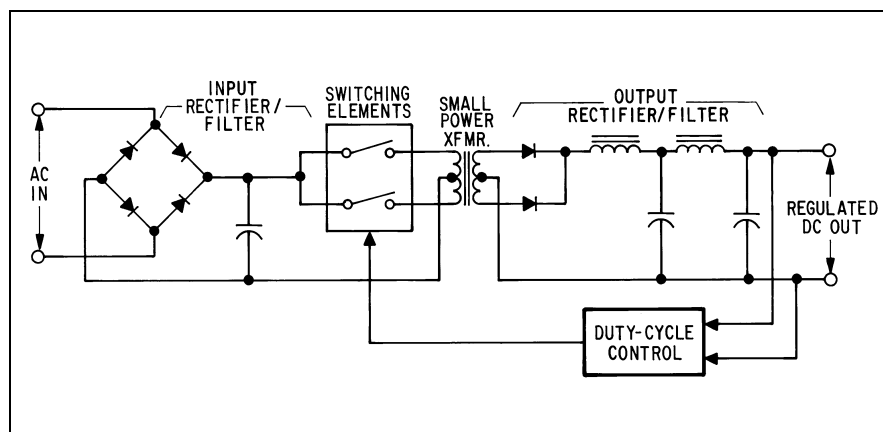 INPUT
RECTIFIER/
FILTER
SWITCHING
ELEMENTS
SMALL
POWER
XFMR.
OUTPUT
RECTIFIER/FILTER
AC
IN
REGULATED
DC OUT
DUTY-CYCLE
CONTROL